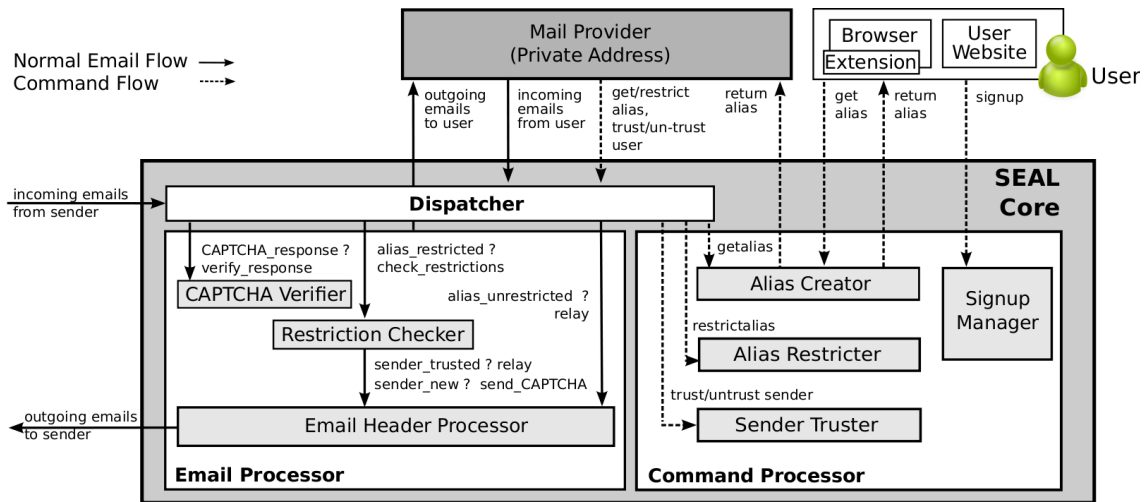 Mail Provider
(Private Address)
Browser
Extension
User
Website
User
Normal Email Flow
Command Flow
outgoing
emails
to user
incoming
emails
from user
get/restrict
alias,
trust/un-trust
user
return
alias
get
alias
return
alias
signup
SEAL
Core
incoming emails
from sender
Dispatcher
CAPTCHA_response ?
verify_response
alias_restricted ?
check_restrictions
getalias
CAPTCHA Verifier
alias_unrestricted ?
relay
Alias Creator
Signup
Manager
Restriction Checker
restrictalias
Alias Restricter
sender_trusted ? relay
sender_new ? send_CAPTCHA
trust/untrust sender
outgoing emails
to sender
Email Header Processor
Sender Truster
Email Processor
Command Processor